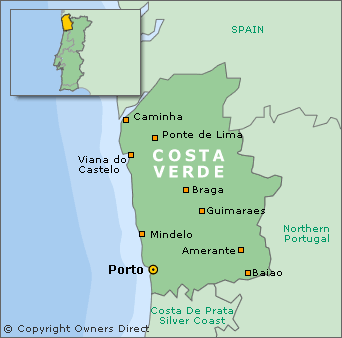 SPAIN
Caminha
Ponte de Lima
Viana do
Castelo
COSTA
VERDE
Braga
Guimaraes
Mindelo
Northern
Portugal
Amerante
Porto
Baiao
Costa De Prata
Silver Coast
© Copyright Owners Direct